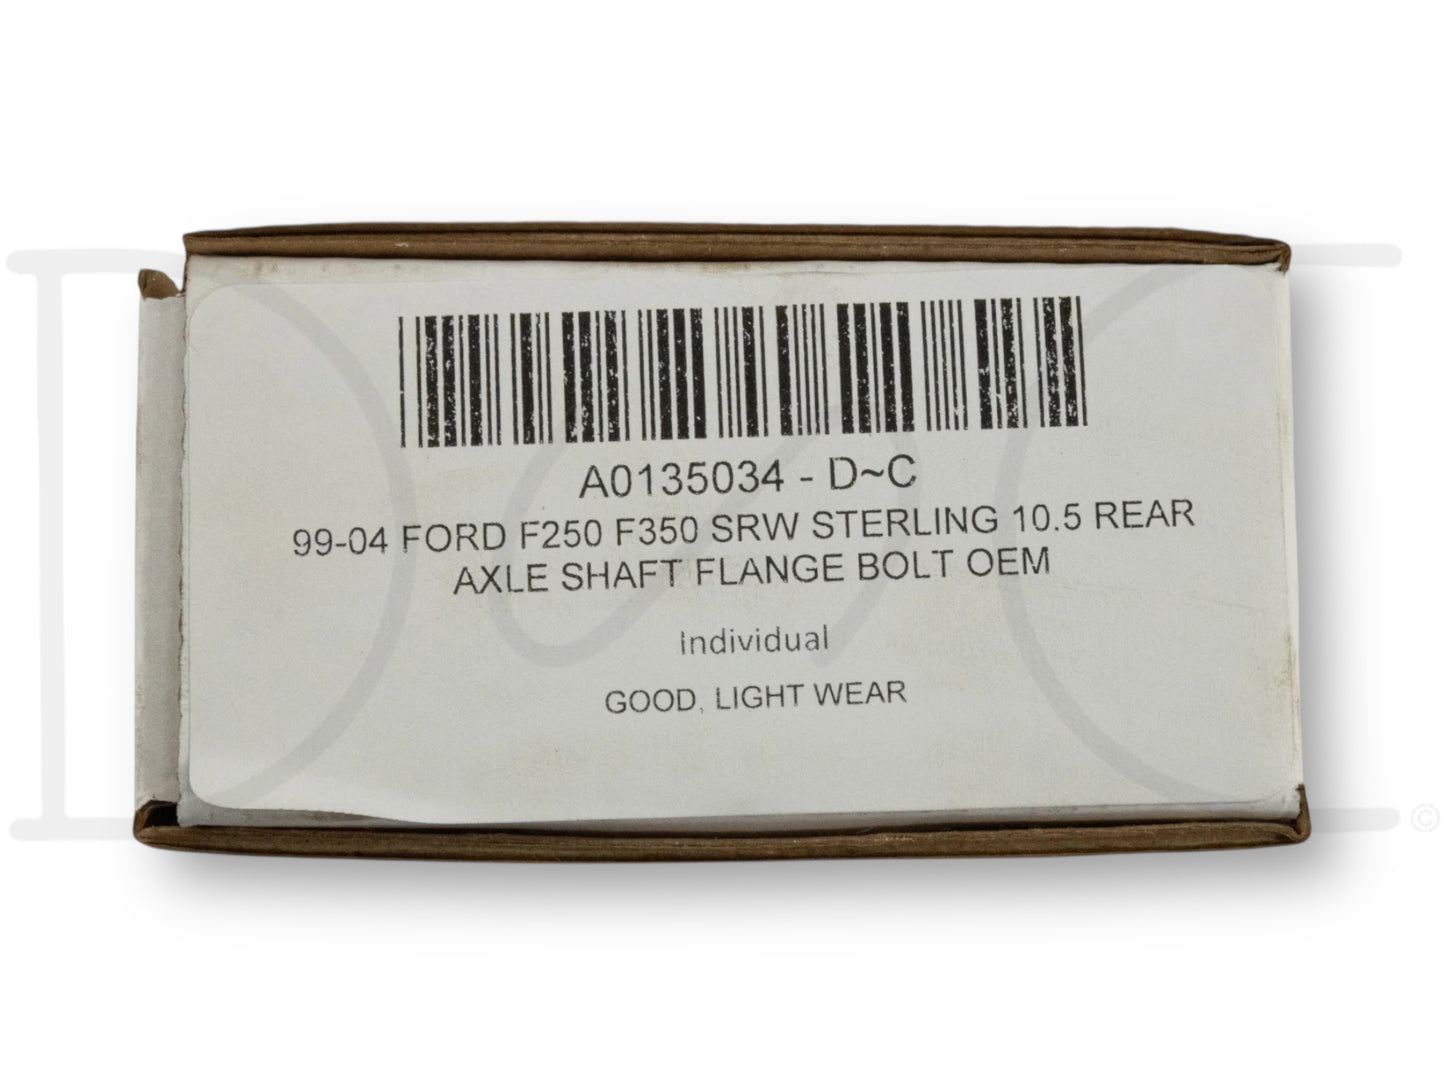 A0135034 - D~C
99-04 FORD F250 F350 SRW STERLING 10.5 REAR
AXLE SHAFT FLANGE BOLT OEM
Individual
GOOD, LIGHT WEAR
©